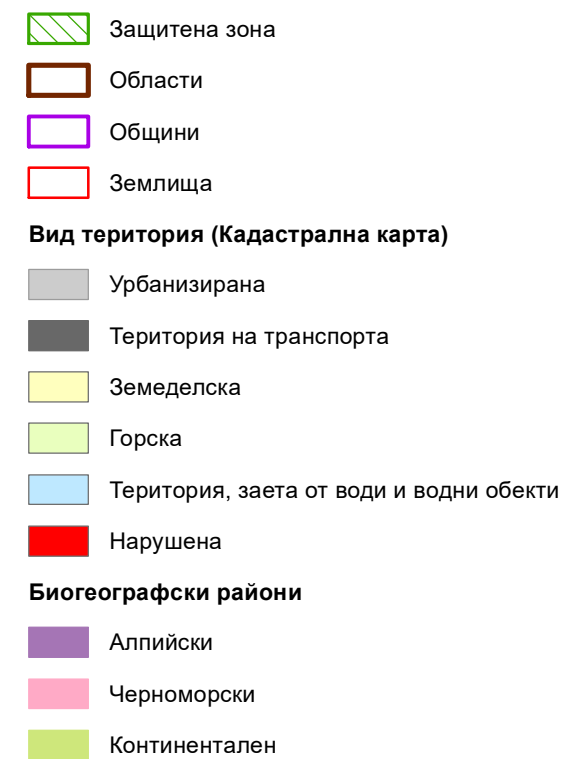 Защитена зона
Области
Общини
Землища
Вид територия (Кадастрална карта)
Урбанизирана
Територия на транспорта
Земеделска
Горска
Територия, заета от води и водни обекти
Нарушена
Биогеографски райони
Алпийски
Черноморски
Континентален